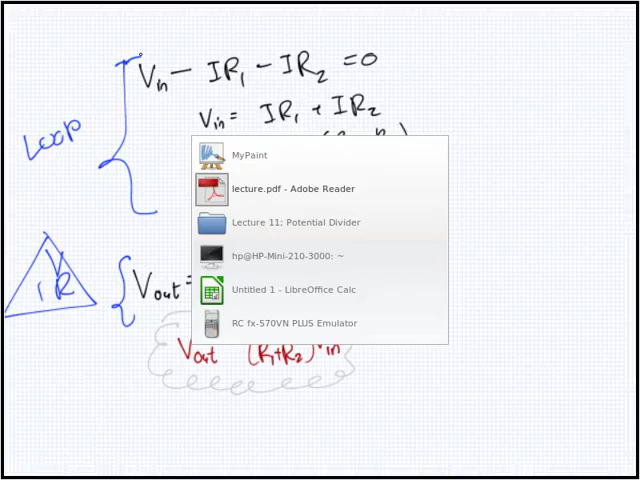 Vin — IR1 - IR2 = 0
Vin = IR1 + IR2
Loop
MyPaint
lecture.pdf - Adobe Reader
Lecture 11; Potential Divider
hp@HP-Mini-210-3000: ~
Untitled 1 - LibreOffice Calc
RC fx-570VN PLUS Emulator
V
I R
Vout =
Vout (R1+R2) Vin